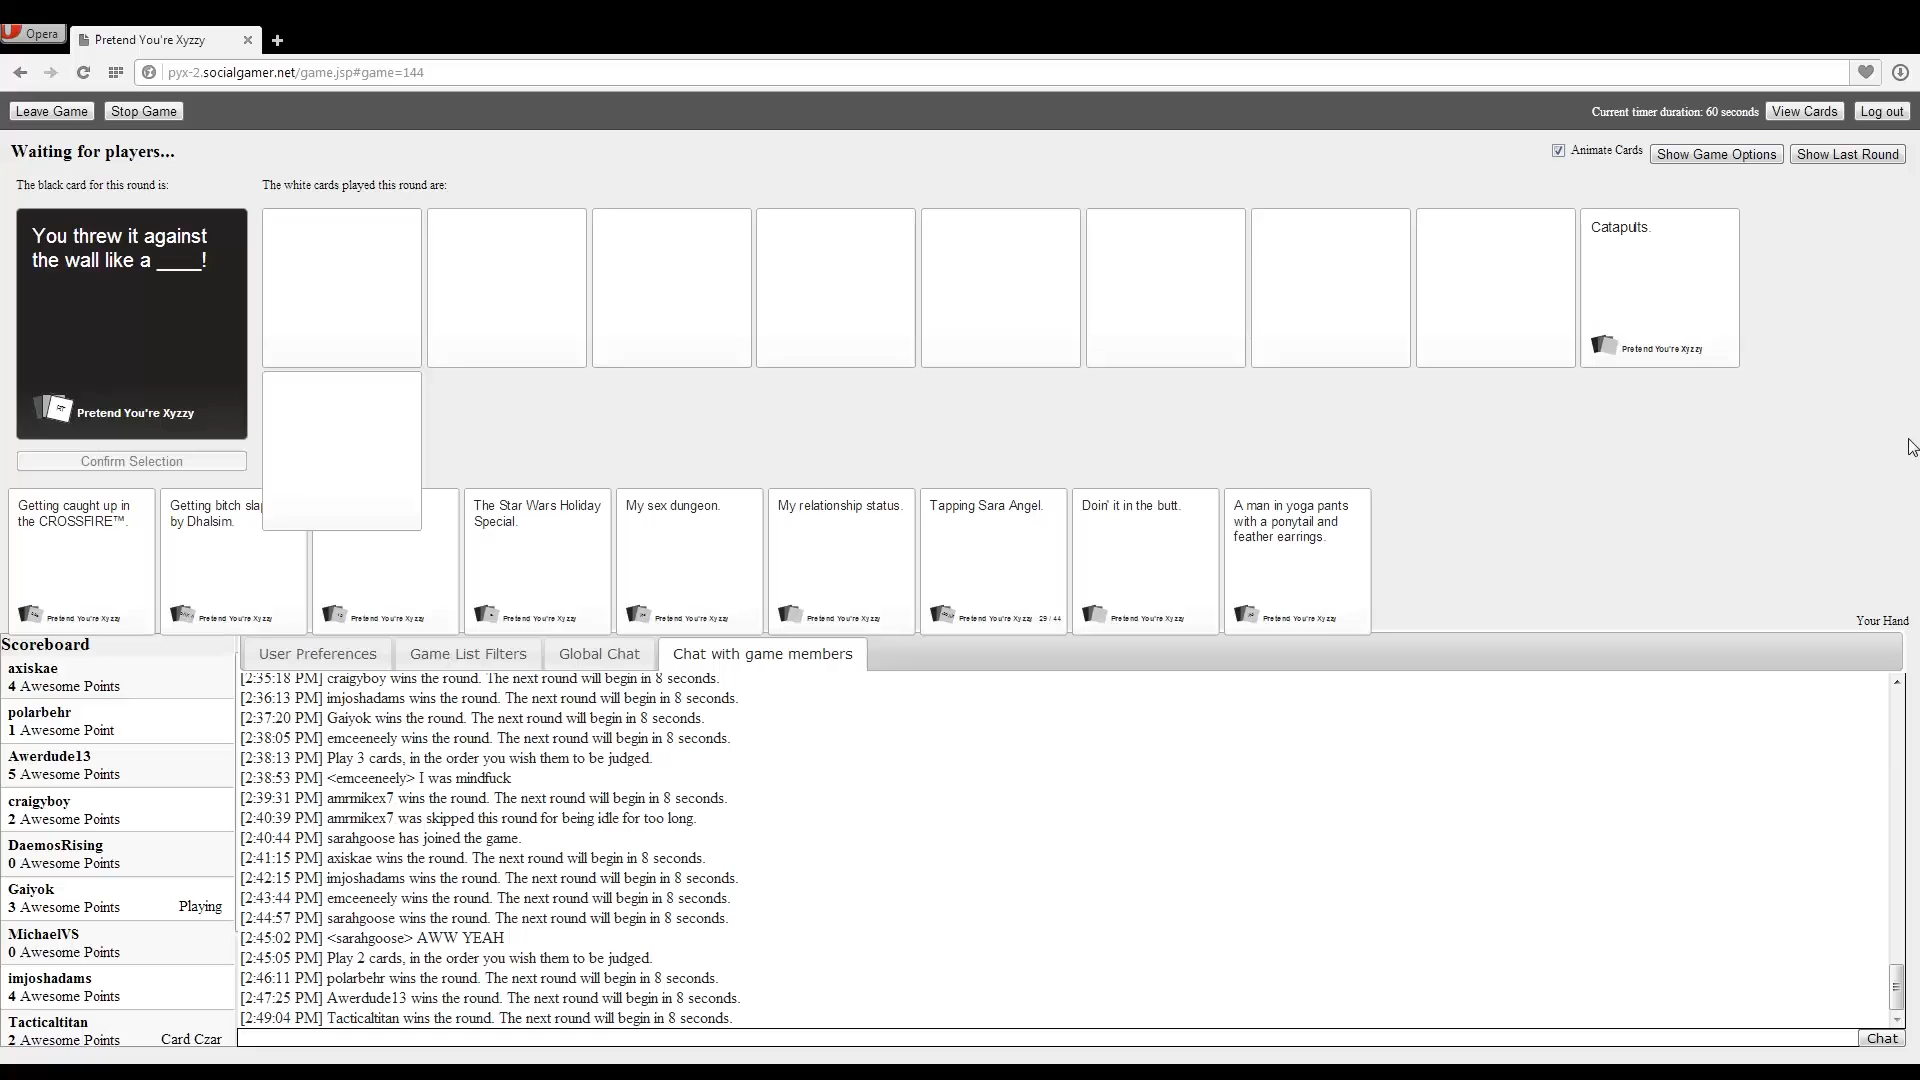 Opera
Pretend You're Xyzzy
pyx-2.socialgamer.net/game.jsp#game=144
Leave Game
Stop Game
Current timer duration: 60 seconds
View Cards
Log out
Waiting for players...
Animate Cards
Show Game Options
Show Last Round
The black card for this round is:
The white cards played this round are:
You threw it against
the wall like a ____!
Pretend You're Xyzzy
Catapults.
Pretend You're Xyzzy
Confirm Selection
Getting caught up in
the CROSSFIRE™.
Pretend You're Xyzzy
Getting bitch
by Dhalsim.
Pretend You're Xyzzy
Pretend You're Xyzzy
The Star Wars Holiday
Special.
Pretend You're Xyzzy
My sex dungeon.
Pretend You're Xyzzy
My relationship status.
Pretend You're Xyzzy
Tapping Sara Angel.
Pretend You're Xyzzy 29 / 44
Doin' it in the butt.
Pretend You're Xyzzy
A man in yoga pants
with a ponytail and
feather earrings.
Pretend You're Xyzzy
Your Hand
Scoreboard
axiskae
4 Awesome Points
polarbehr
1 Awesome Point
Awerdude13
5 Awesome Points
craigyboy
2 Awesome Points
DaemosRising
0 Awesome Points
Gaiyok
3 Awesome Points Playing
MichaelVS
0 Awesome Points
imjoshadams
4 Awesome Points
Tacticaltitan
2 Awesome Points Card Czar
User Preferences
Game List Filters
Global Chat
Chat with game members
[2:35:18 PM] craigyboy wins the round. The next round will begin in 8 seconds.
[2:36:13 PM] imjoshadams wins the round. The next round will begin in 8 seconds.
[2:37:20 PM] Gaiyok wins the round. The next round will begin in 8 seconds.
[2:38:05 PM] emceeneely wins the round. The next round will begin in 8 seconds.
[2:38:13 PM] Play 3 cards, in the order you wish them to be judged.
[2:38:53 PM] <emceeneely> I was mindfuck
[2:39:31 PM] amrmikex7 wins the round. The next round will begin in 8 seconds.
[2:40:39 PM] amrmikex7 was skipped this round for being idle for too long.
[2:40:44 PM] sarahgoose has joined the game.
[2:41:15 PM] axiskae wins the round. The next round will begin in 8 seconds.
[2:42:15 PM] imjoshadams wins the round. The next round will begin in 8 seconds.
[2:43:44 PM] emceeneely wins the round. The next round will begin in 8 seconds.
[2:44:57 PM] sarahgoose wins the round. The next round will begin in 8 seconds.
[2:45:02 PM] <sarahgoose> AWW YEAH
[2:45:05 PM] Play 2 cards, in the order you wish them to be judged.
[2:46:11 PM] polarbehr wins the round. The next round will begin in 8 seconds.
[2:47:25 PM] Awerdude13 wins the round. The next round will begin in 8 seconds.
[2:49:04 PM] Tacticaltitan wins the round. The next round will begin in 8 seconds.
Chat